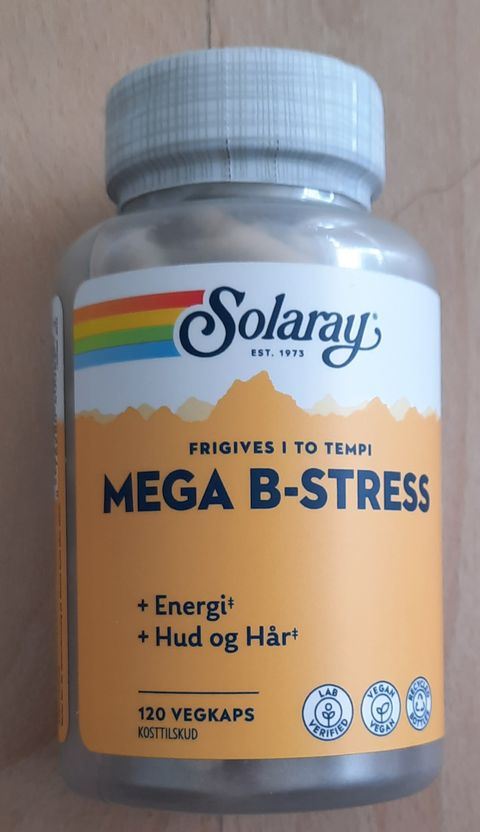 Solaray®
EST. 1973
FRIGIVES I TO TEMPI
MEGA B-STRESS
+ Energi‡
+ Hud og Hår‡
120 VEGKAPS
KOSTTILSKUD
LAB
VERIFIED
VEGAN
VEGAN
RECYCLED